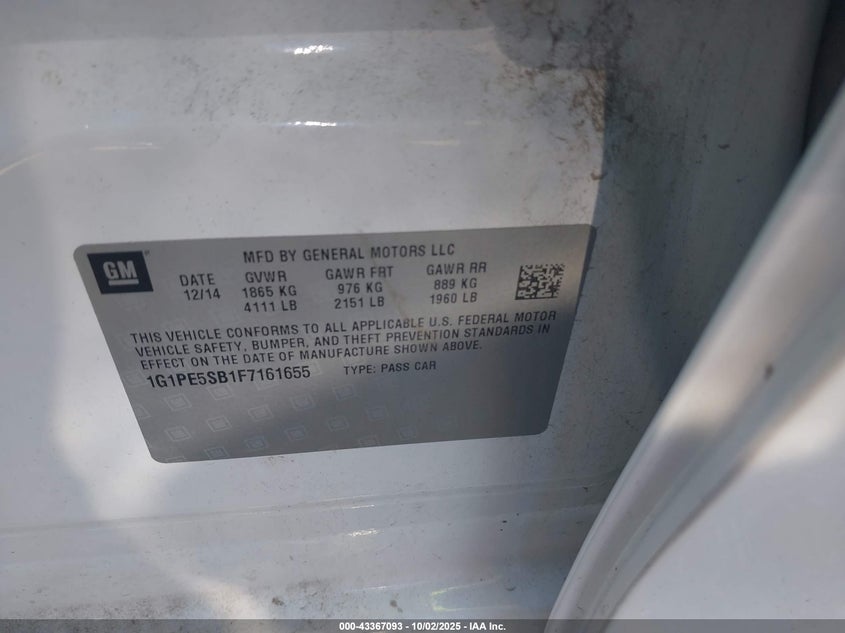 GM
MFD BY GENERAL MOTORS LLC
DATE GVWR GAWR FRT GAWR RR
12/14 1865 KG 976 KG 889 KG
4111 LB 2151 LB 1960 LB
THIS VEHICLE CONFORMS TO ALL APPLICABLE U.S. FEDERAL MOTOR
VEHICLE SAFETY, BUMPER, AND THEFT PREVENTION STANDARDS IN
EFFECT ON THE DATE OF MANUFACTURE SHOWN ABOVE.
1G1PE5SB1F7161655 TYPE: PASS CAR
000-43367093 - 10/02/2025 - IAA Inc.